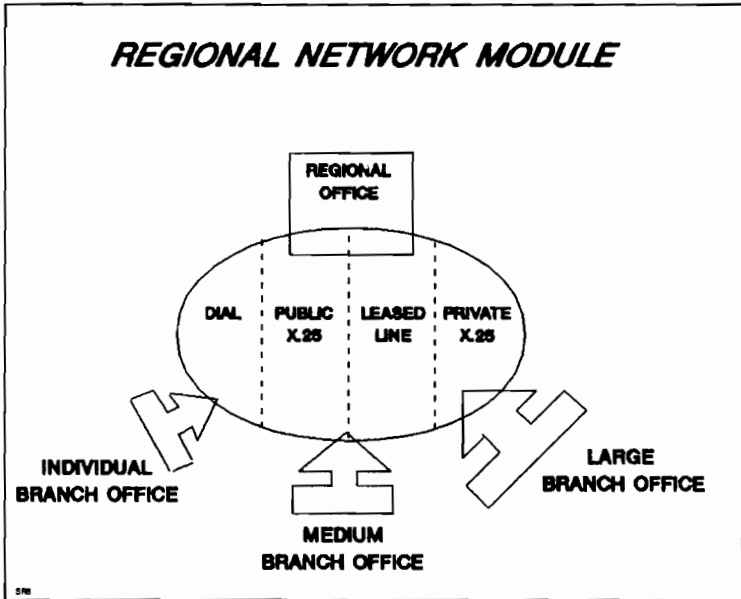 REGIONAL NETWORK MODULE
REGIONAL
OFFICE
DIAL
PUBLIC
X.25
LEASED
LINE
PRIVATE
X.25
INDIVIDUAL
BRANCH OFFICE
MEDIUM
BRANCH OFFICE
LARGE
BRANCH OFFICE